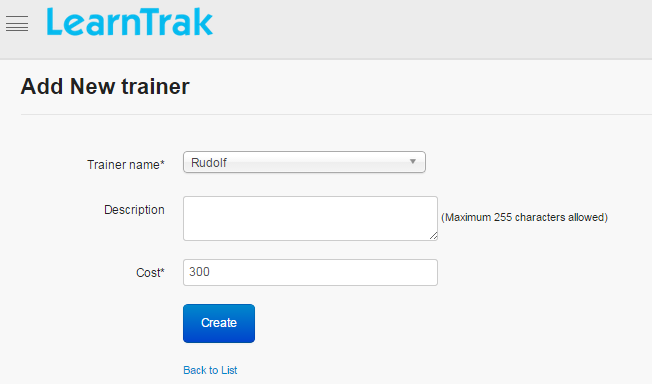 LearnTrak
Add New trainer
Trainer name* Rudolf
Description (Maximum 255 characters allowed)
Cost* 300
Create
Back to List